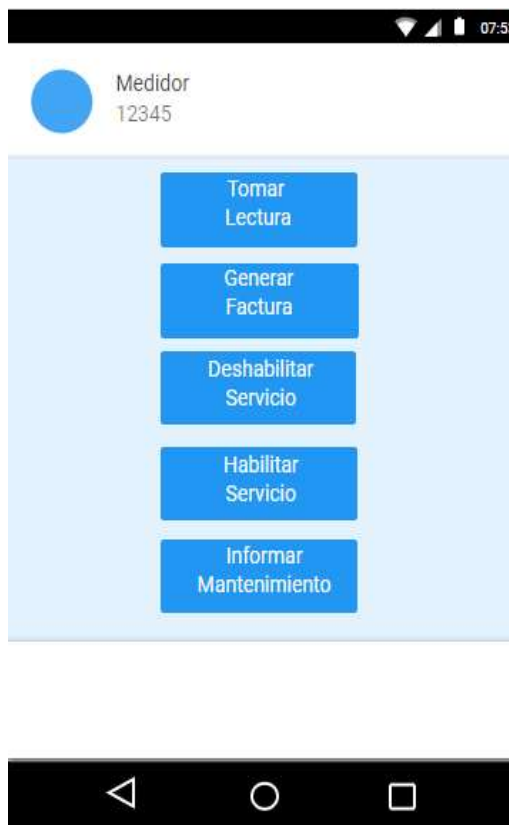 07:5
Medidor
12345
Tomar
Lectura
Generar
Factura
Deshabilitar
Servicio
Habilitar
Servicio
Informar
Mantenimiento